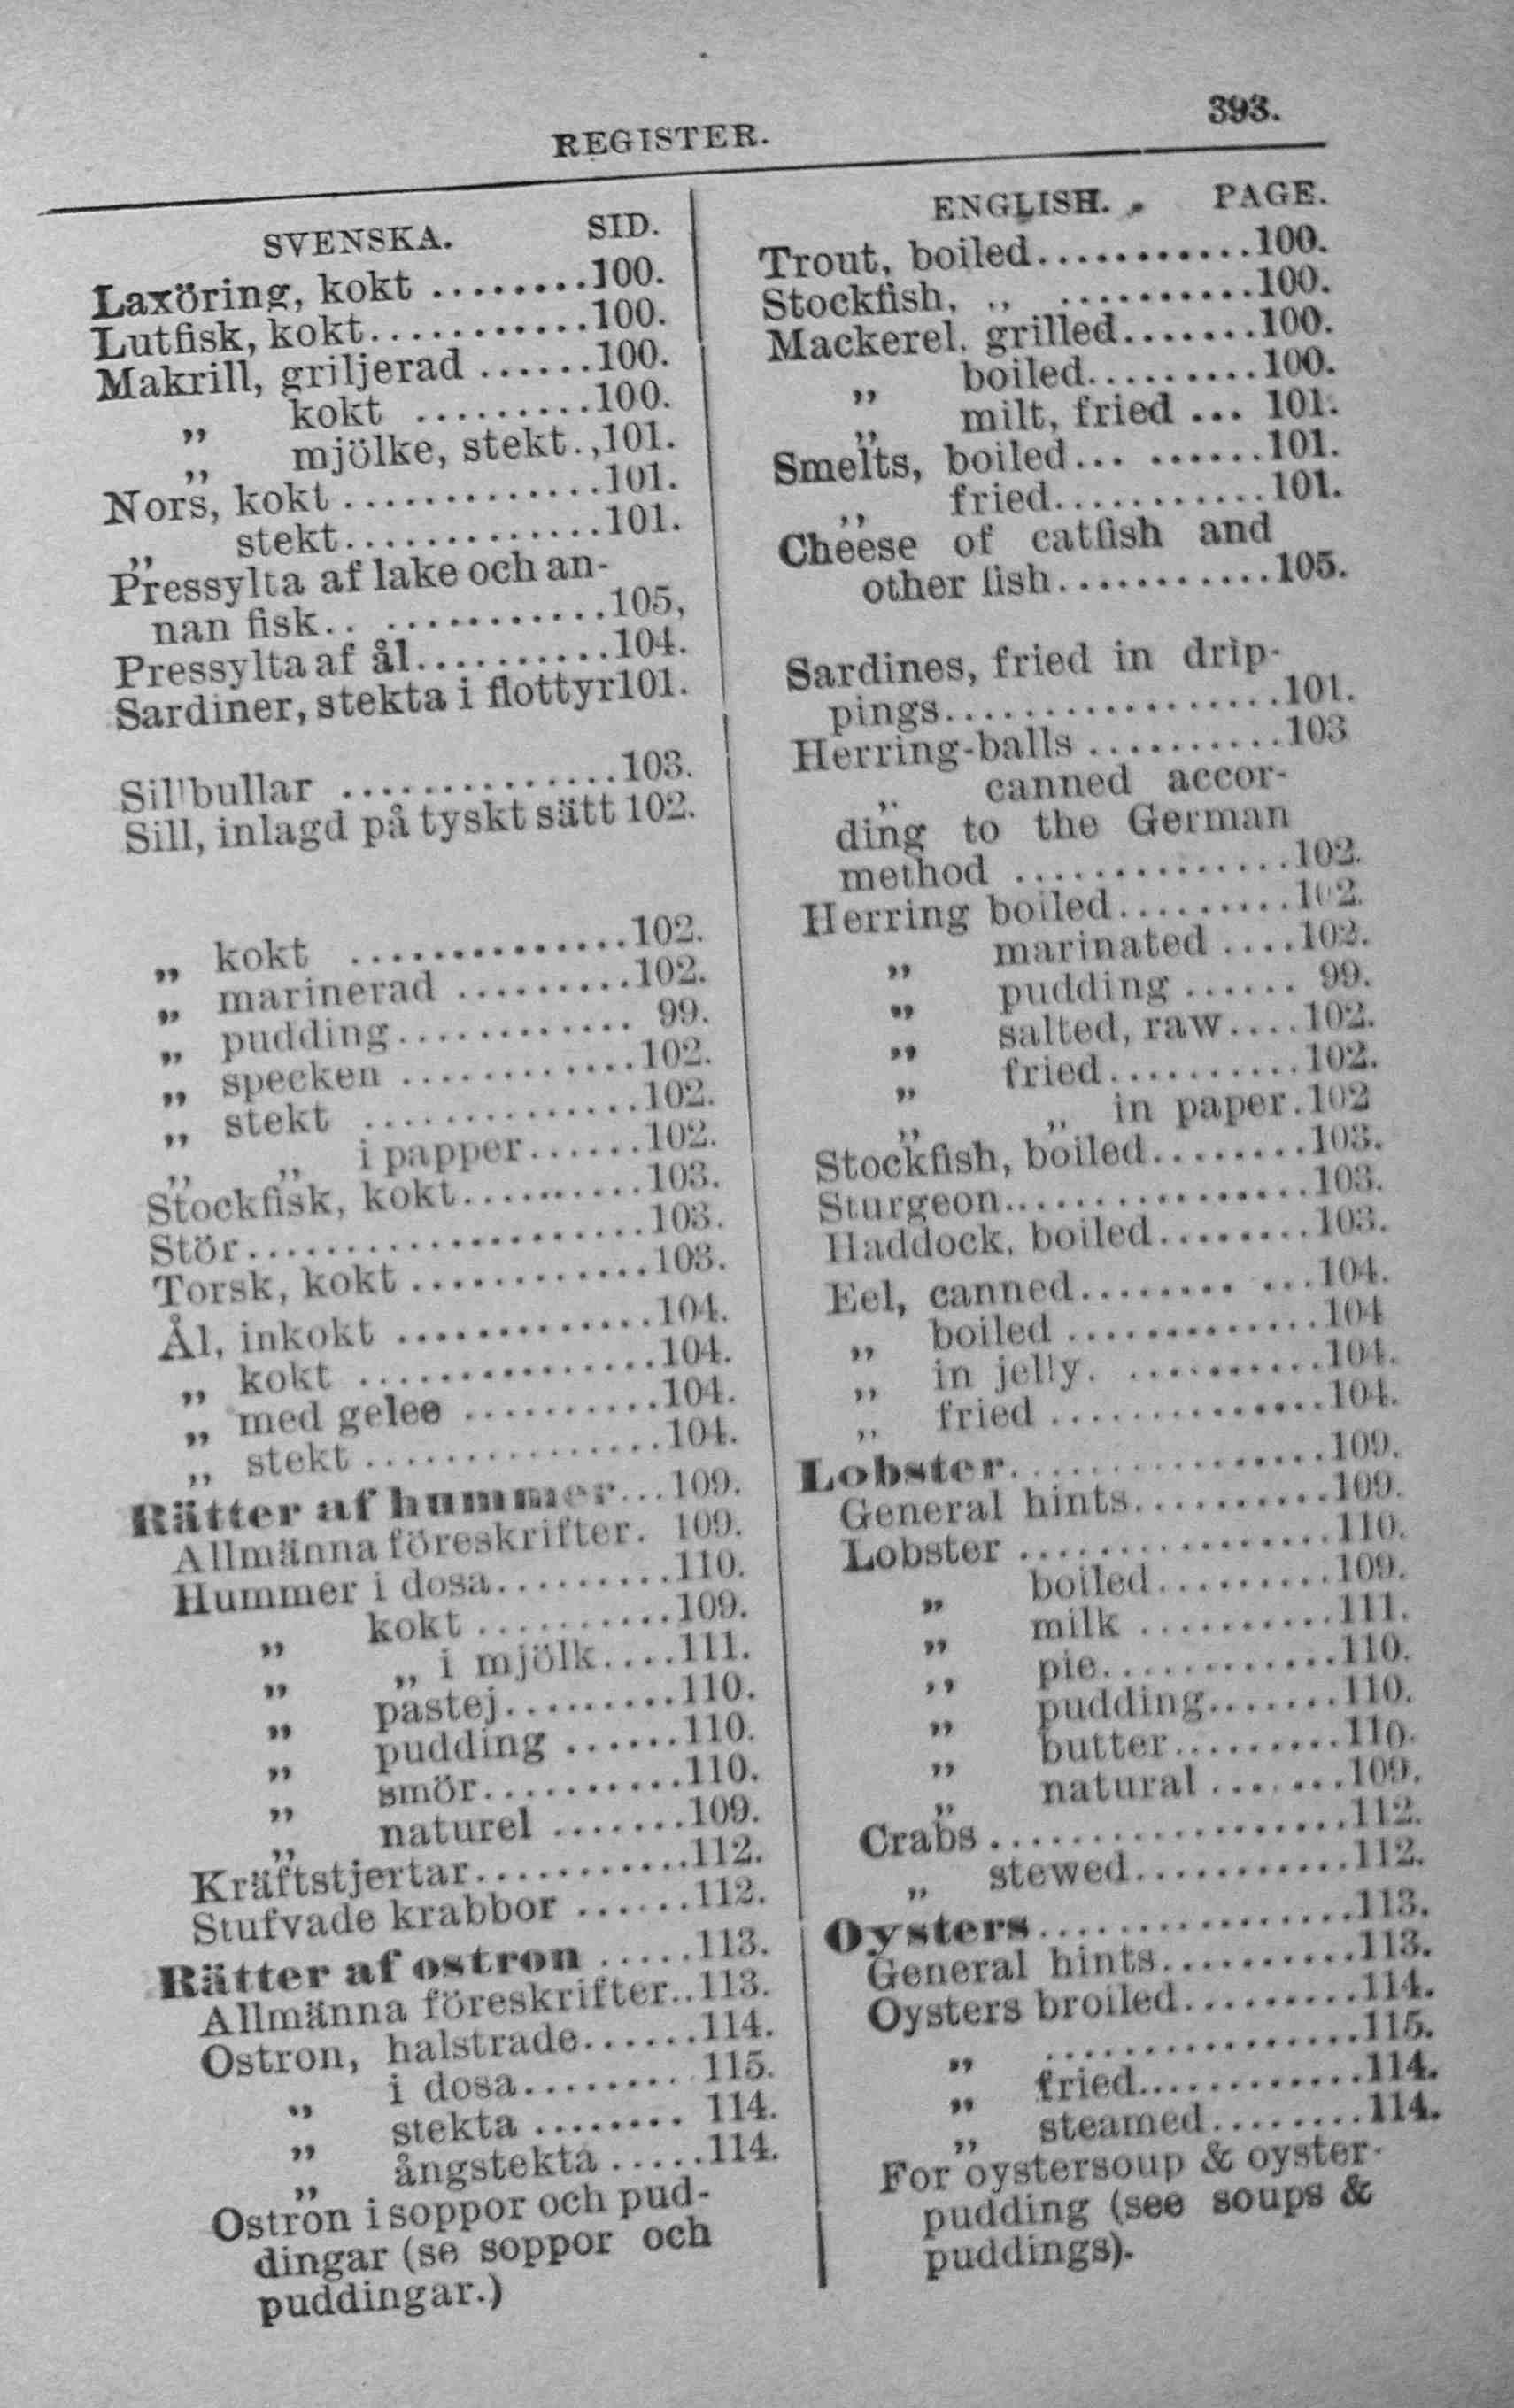 393.
REGISTER.
SVENSKA. SID.
Laxöring, kokt .........100.
Lutfisk, kokt...........100.
Makrill, griljerad ......100.
„ kokt .........100.
„ mjölke, stekt.,101.
Nors, kokt .............101.
„ stekt.............101.
Pressylta af lake och an-
nan fisk.. ...........105,
Pressylta af ål..........104.
Sardiner, stekta i flottyr101.
Sillbullar ..............103.
Sill, inlagd på tyskt sätt 102.
„ kokt ..............102.
„ marinerad .........102.
„ pudding............ 99.
„ specken ............102.
„ stekt ..............102.
„ „ i papper......102.
Stockfisk, kokt..........103.
Stör....................103.
Torsk, kokt ............103.
Ål, inkokt .............104.
„ kokt ...............104.
„ med gelee ..........104.
„ stekt...............104.
Rätter af hummer...109.
Allmänna föreskrifter. 109.
Hummer i dosa.........110.
„ kokt ..........109.
„ „ i mjölk....111.
„ pastej.........110.
„ pudding ......110.
„ smör..........110.
„ naturel .......109.
Kräftstjertar...........112.
Stufvade krabbor ......112.
Rätter af ostron .....113.
Allmänna föreskrifter..113.
Ostron, halstrade......114.
„ i dosa.........115.
„ stekta ........ 114.
„ ångstekta .....114.
Ostron i soppor och pud-
dingar (se soppor och
puddingar.)
ENGLISH. PAGE.
Trout, boiled...........100.
Stockfish, „ ..........100.
Mackerel, grilled.......100.
„ boiled.........100.
„ milt, fried ... 101.
Smelts, boiled... ......101.
„ fried...........101.
Cheese of catfish and
other fish...........105.
Sardines, fried in drip-
pings.................101.
Herring-balls ..........103
„ canned accor-
ding to the German
method ..............102.
Herring boiled.........102.
„ marinated ....102.
„ pudding ...... 99.
„ salted, raw....102.
„ fried..........102.
„ „ in paper.102
Stockfish, boiled........103.
Sturgeon................103.
Haddock, boiled........103.
Eel, canned........ ...104.
„ boiled .............104
„ in jelly. ..........104.
„ fried ..............104.
Lobster................109.
General hints..........109.
Lobster ................110.
„ boiled.........109.
„ milk ..........111.
„ pie............110.
„ pudding.......110.
„ butter.........110.
„ natural .......109.
Crabs ..................112.
„ stewed...........112.
Oysters................113.
General hints..........113.
Oysters broiled.........114.
„ ................115.
„ fried............114.
„ steamed........114.
For oystersoup & oyster-
pudding (see soups &
puddings).